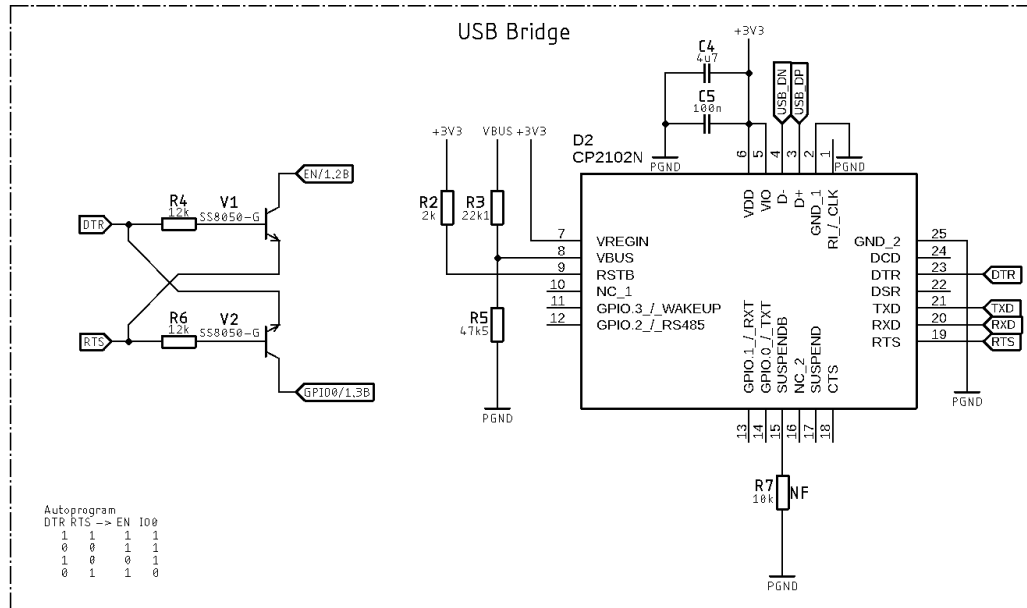 USB Bridge
+3V3
C4
4u7
C5
100n
USB_DN
USB_DP
PGND
PGND
D2
CP2102N
6
5
4
3
2
1
VDD
VIO
D-
D+
GND_1
RI_/_CLK
EN/1.2B
DTR
R4
12k
V1
SS8050-G
RTS
R6
12k
V2
SS8050-G
GPIO0/1.3B
+3V3
VBUS
+3V3
R2
2k
R3
22k1
R5
47k5
PGND
7
VREGIN
8
VBUS
9
RSTB
10
NC_1
11
GPIO.3_/_WAKEUP
12
GPIO.2_/_RS485
GND_2
25
DCD
24
DTR
23
DTR
DSR
22
TXD
21
TXD
RXD
20
RXD
RTS
19
RTS
PGND
GPIO.1_/_RXT
GPIO.0_/_TXT
SUSPENDB
NC_2
SUSPEND
CTS
13
14
15
16
17
18
R7
10k
NF
PGND
Autoprogram
DTR RTS -> EN IO0
1 1 1 1
0 0 1 1
1 0 0 1
0 1 1 0